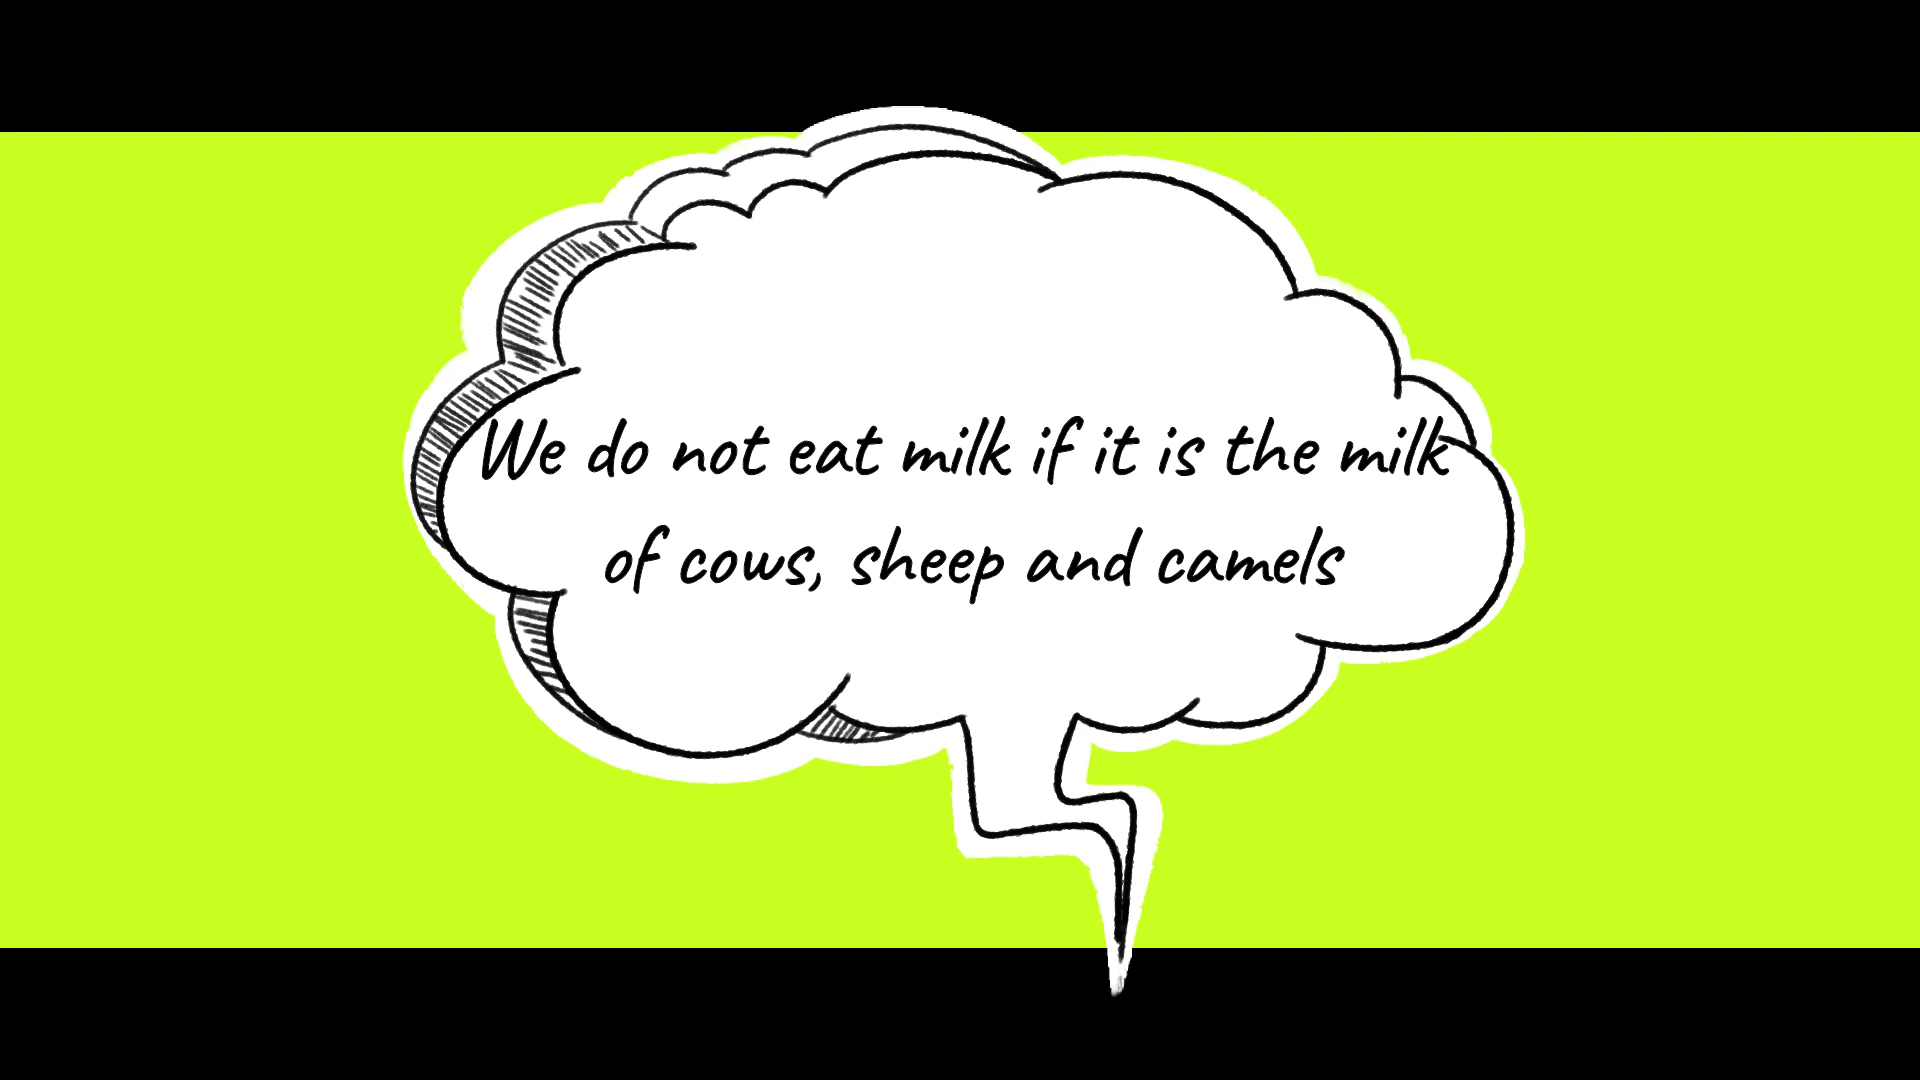 We do not eat milk if it is the milk
of cows, sheep and camels